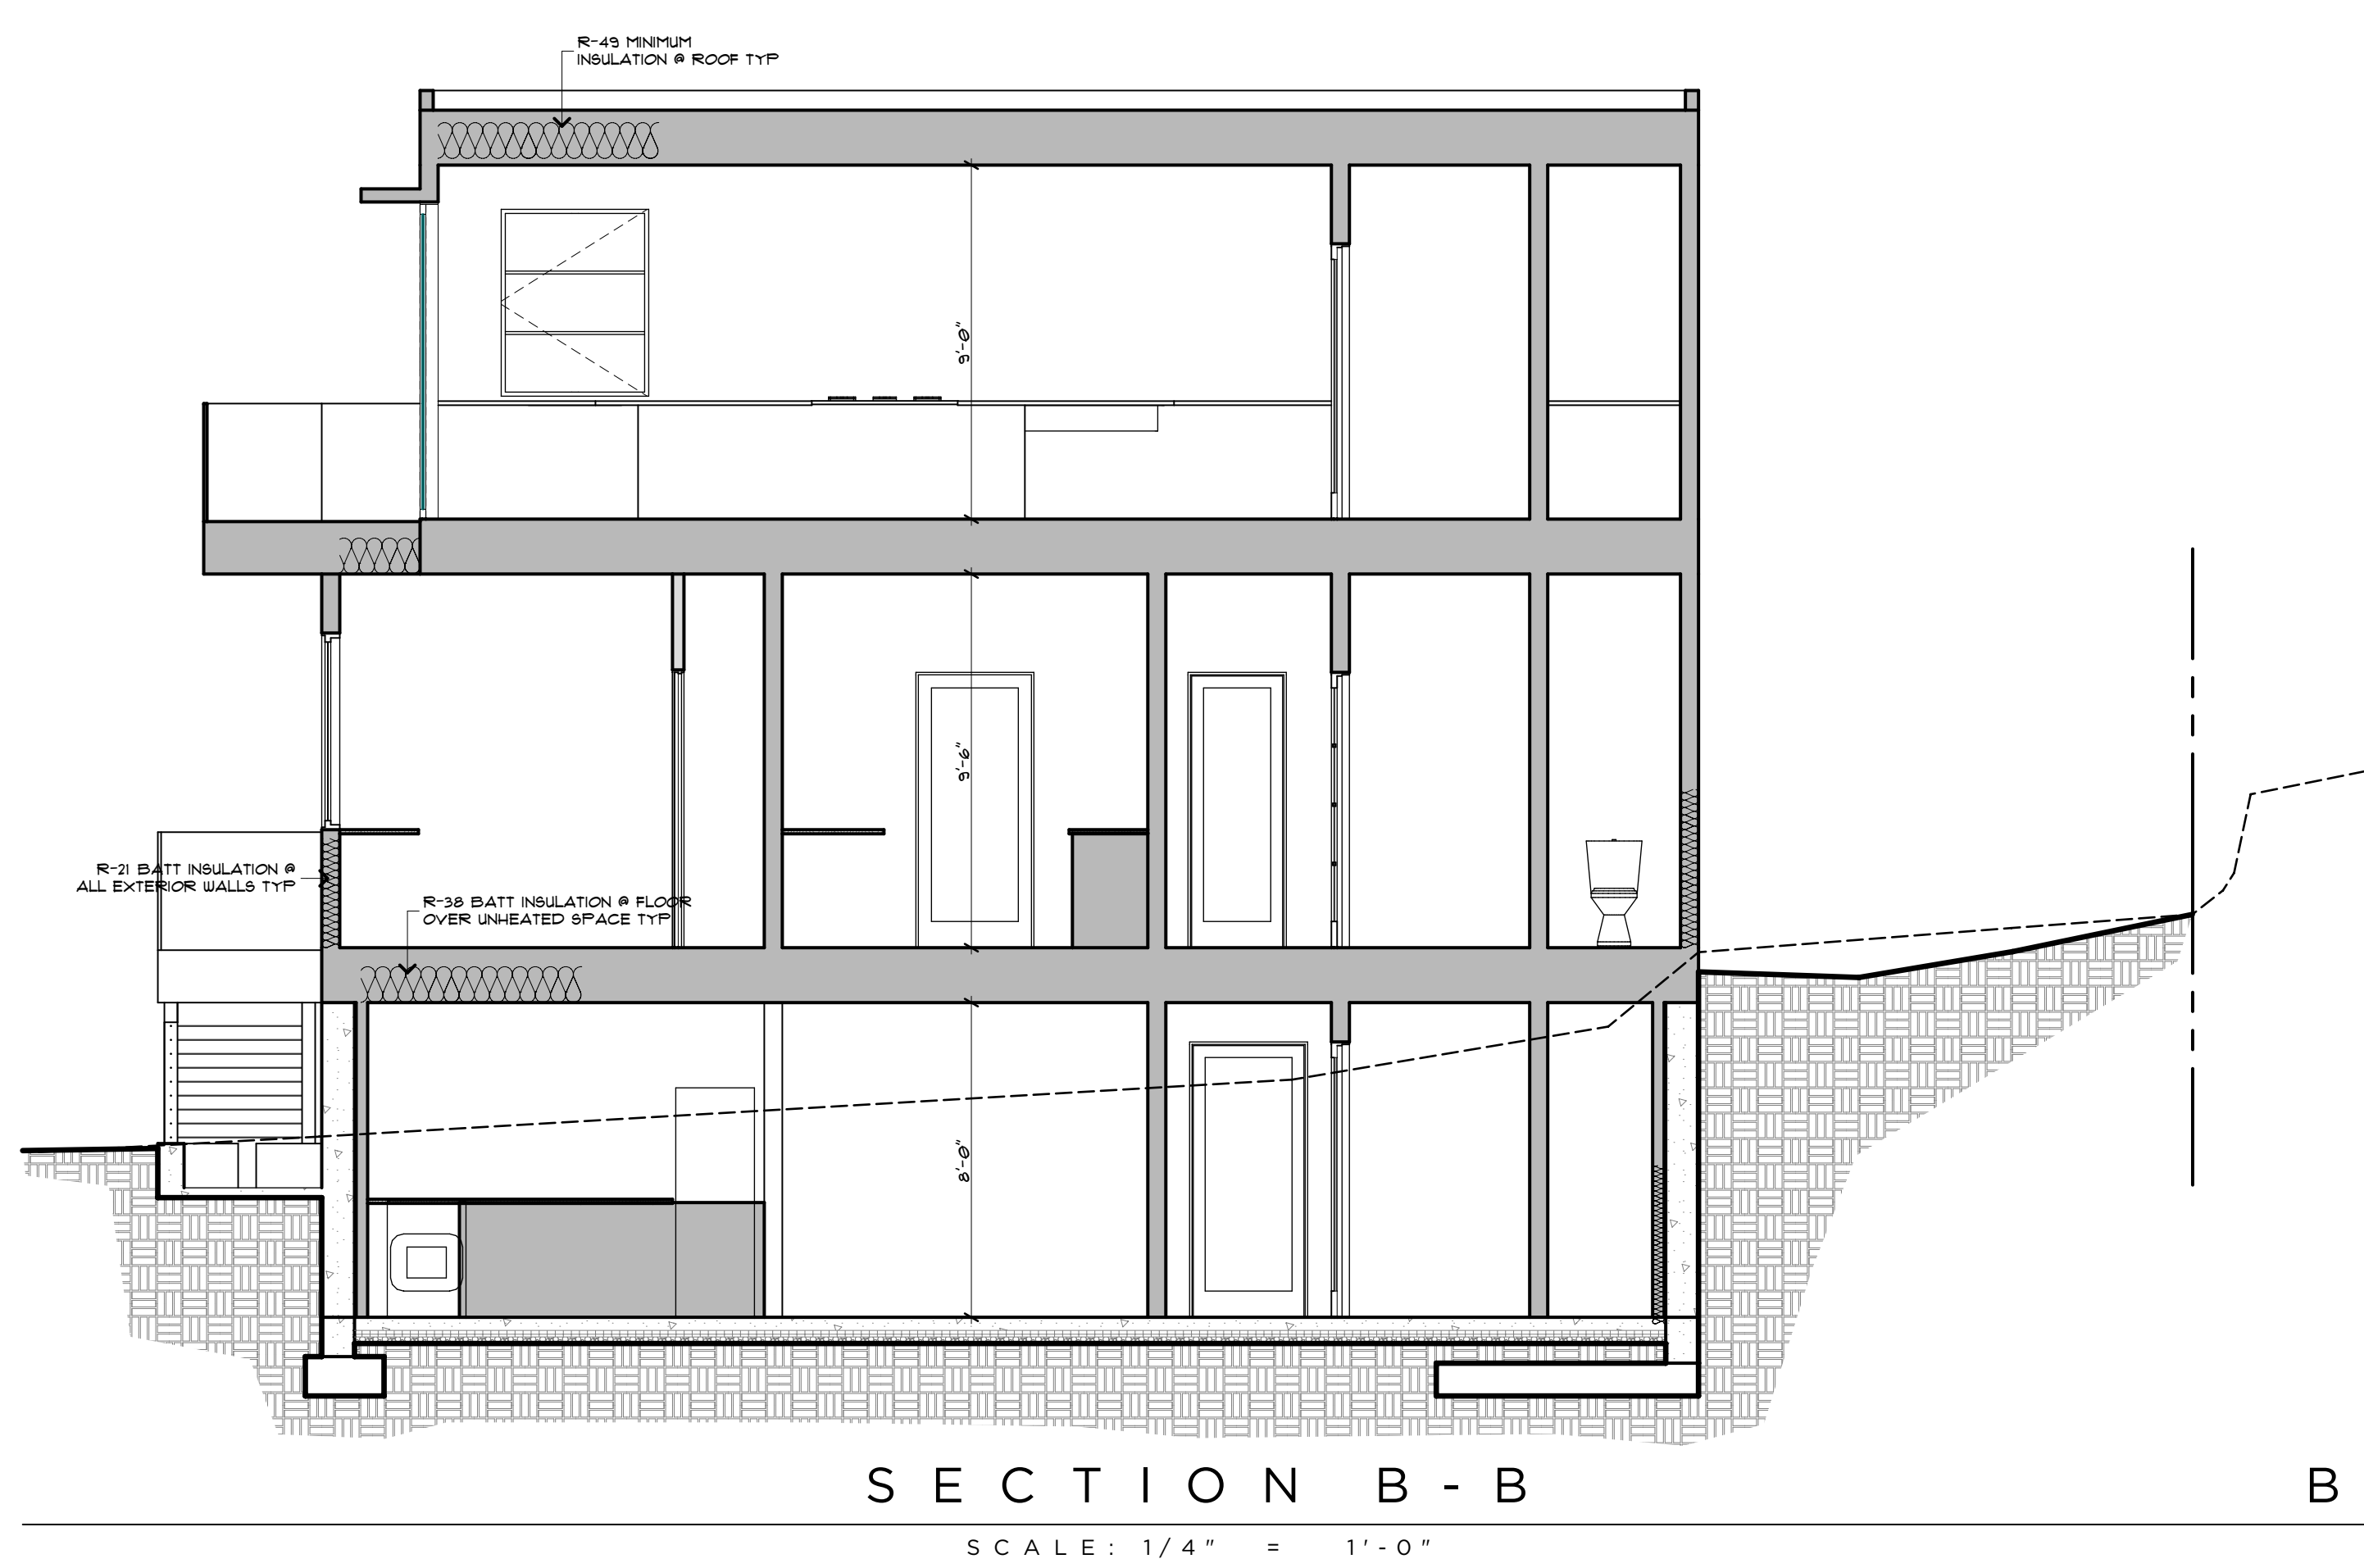 R-49 MINIMUM
INSULATION @ ROOF TYP
9'-0"
9'-6"
R-21 BATT INSULATION @
ALL EXTERIOR WALLS TYP
R-38 BATT INSULATION @ FLOOR
OVER UNHEATED SPACE TYP
8'-0"
SECTION B-B
B
SCALE: 1/4" = 1'-0"